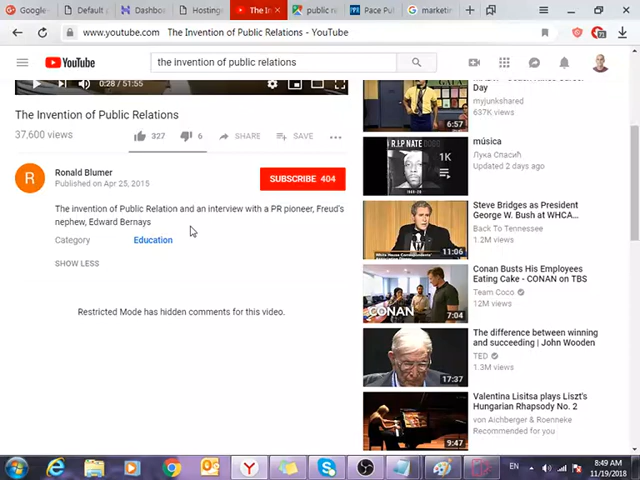 Google
Default
Dashbo
Hosting
The In
public re
Pace Pul
marketin
www.youtube.com The Invention of Public Relations - YouTube
YouTube
the invention of public relations
0:28 / 51:55
The Invention of Public Relations
37,600 views
327
6
SHARE
SAVE
Ronald Blumer
Published on Apr 25, 2015
SUBSCRIBE 404
The invention of Public Relation and an interview with a PR pioneer, Freud's
nephew, Edward Bernays
Category
Education
SHOW LESS
Restricted Mode has hidden comments for this video.
Day
myjunkshared
637K views
6:57
R.I.P NATE DOGG
1K
música
Лука Спасић
Updated 2 days ago
Steve Bridges as President
George W. Bush at WHCA...
Back To Tennessee
1.2M views
11:06
Conan Busts His Employees
Eating Cake - CONAN on TBS
Team Coco
12M views
CONAN
7:04
The difference between winning
and succeeding | John Wooden
TED
1.3M views
17:37
Valentina Lisitsa plays Liszt's
Hungarian Rhapsody No. 2
von Aichberger & Roenneke
Recommended for you
9:47
EN
8:49 AM
11/19/2018